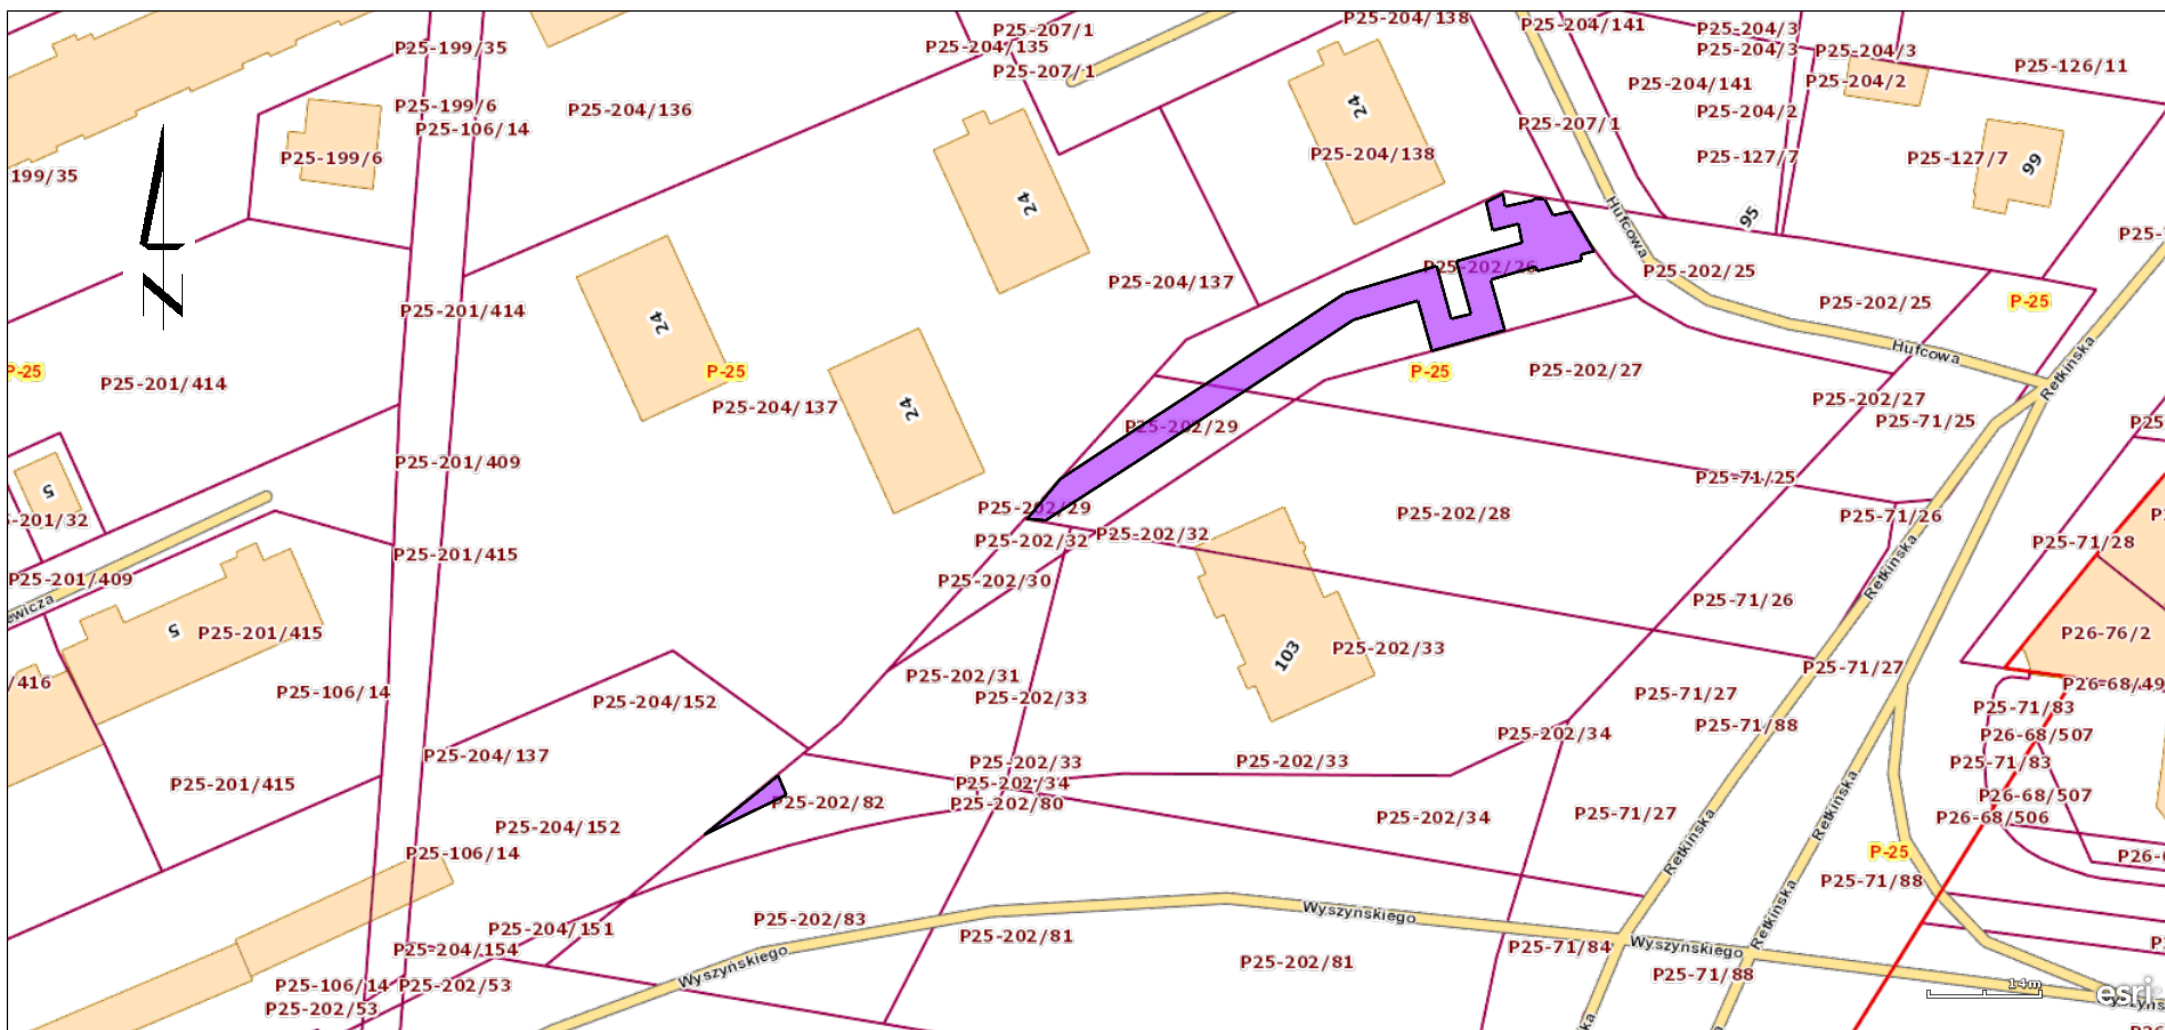 P25-204/138
P25-204/141
P25-207/1
P25-204/3
P25-199/35
P25-204/135
P25-204/3
P25-204/3
P25-126/11
P25-207/1
P25-204/141
P25-204/2
P25-199/6
P25-204/136
24
P25-204/2
P25-106/14
P25-207/1
P25-199/6
P25-204/138
P25-127/7
P25-127/7
99
199/35
24
95
Hufcowa
P25-
P25-202/26
P25-202/25
N
P25-204/137
P25-202/25
P-25
P25-201/414
24
Hufcowa
P-25
P25-201/414
P-25
P-25
P25-202/27
Retkińska
P25-204/137
24
P25-202/27
P25-202/29
P25-71/25
P25
P25-201/409
P25-71/25
5
P25-202/29
P25-202/28
P25-71/26
-201/32
P25-202/32
P25-202/32
P25-71/28
P25-201/415
Retkińska
P25-201/409
P25-202/30
ewicza
P25-71/26
5
P25-201/415
P26-76/2
103
P25-202/33
P25-71/27
/416
P25-106/14
P25-202/31
P25-202/33
P25-71/27
P26-68/49
P25-204/152
P25-71/83
P25-71/88
P25-202/34
P26-68/507
P25-204/137
P25-202/33
P25-202/33
P25-71/83
P25-201/415
P25-202/34
P26-68/507
P25-202/82
P25-202/80
Retkińska
P25-204/152
P25-202/34
P25-71/27
P26-68/506
Retkińska
P25-106/14
P-25
P26-
P25-71/88
P25-202/83
Wyszyńskiego
Retkińska
P25-204/151
P25-202/81
P25-204/154
Wyszyńskiego
P25-71/84
Wyszyńskiego
P25-202/81
P25-71/88
P25-106/14
P25-202/53
14m
esri
P25-202/53